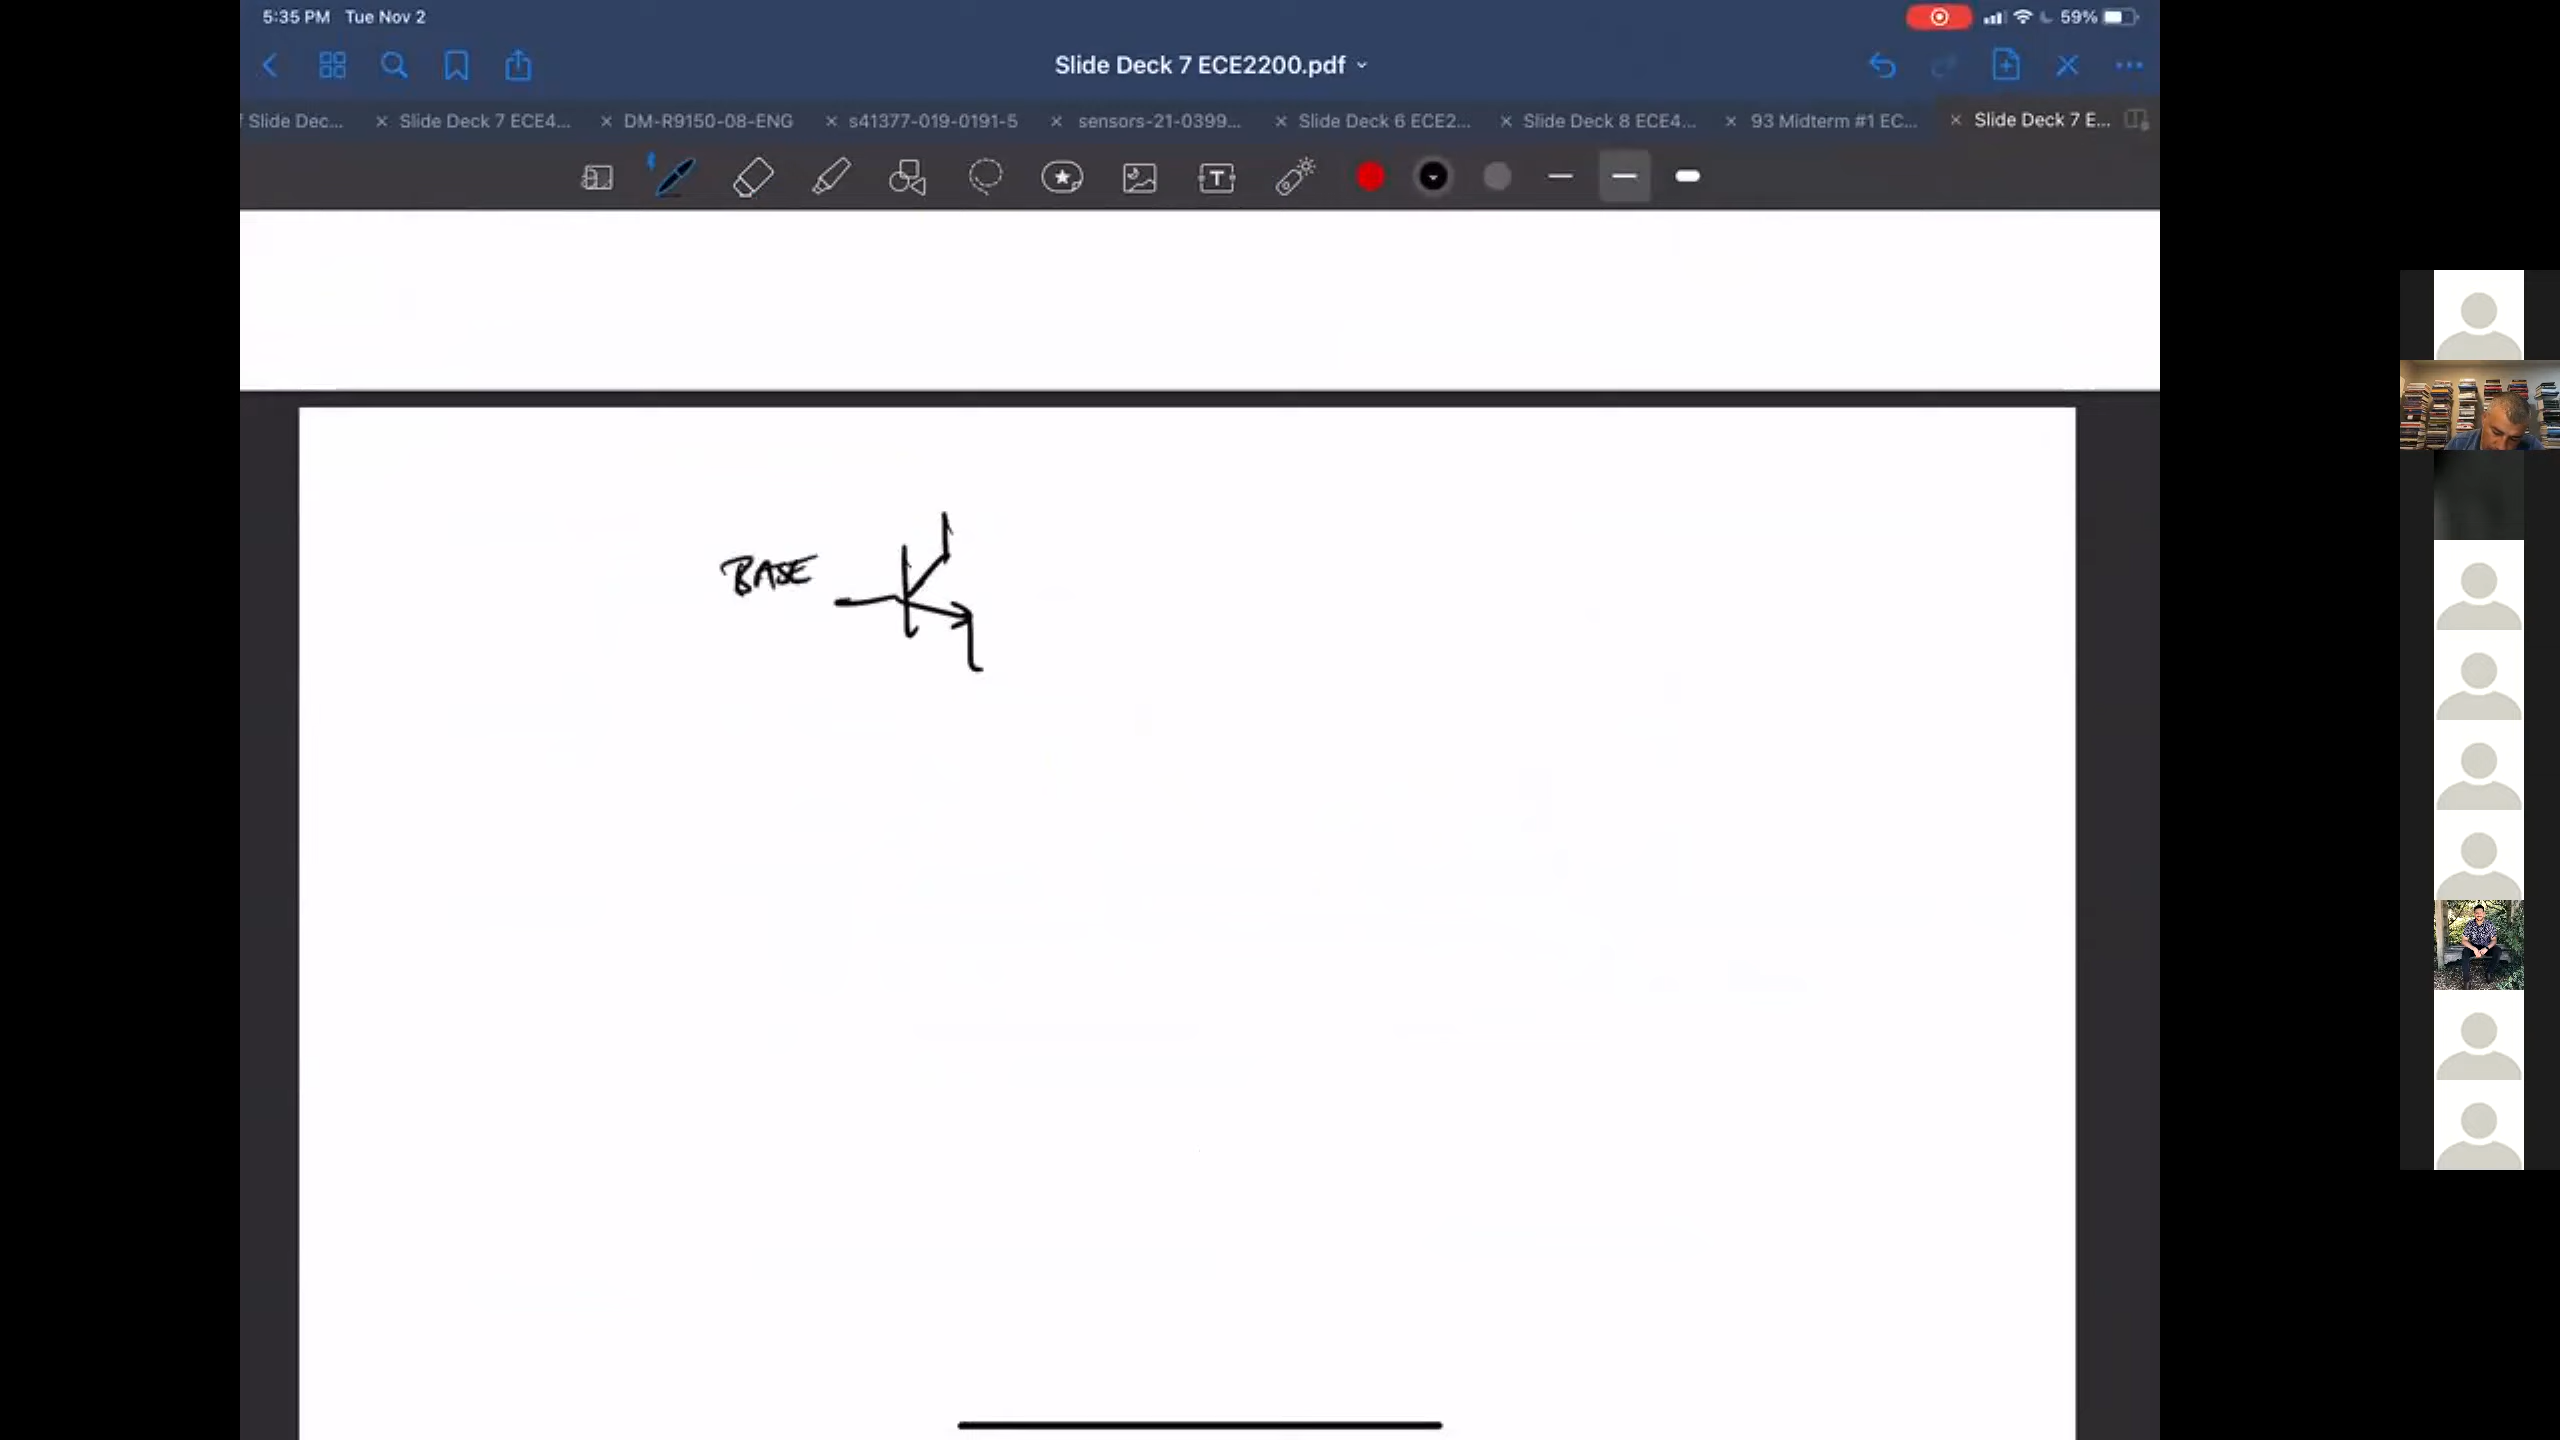 5:35 PM Tue Nov 2
59%
Slide Deck 7 ECE2200.pdf
f Slide Dec...
Slide Deck 7 ECE4...
DM-R9150-08-ENG
s41377-019-0191-5
sensors-21-0399...
Slide Deck 6 ECE2...
Slide Deck 8 ECE4...
93 Midterm #1 EC...
Slide Deck 7 E...
BASE